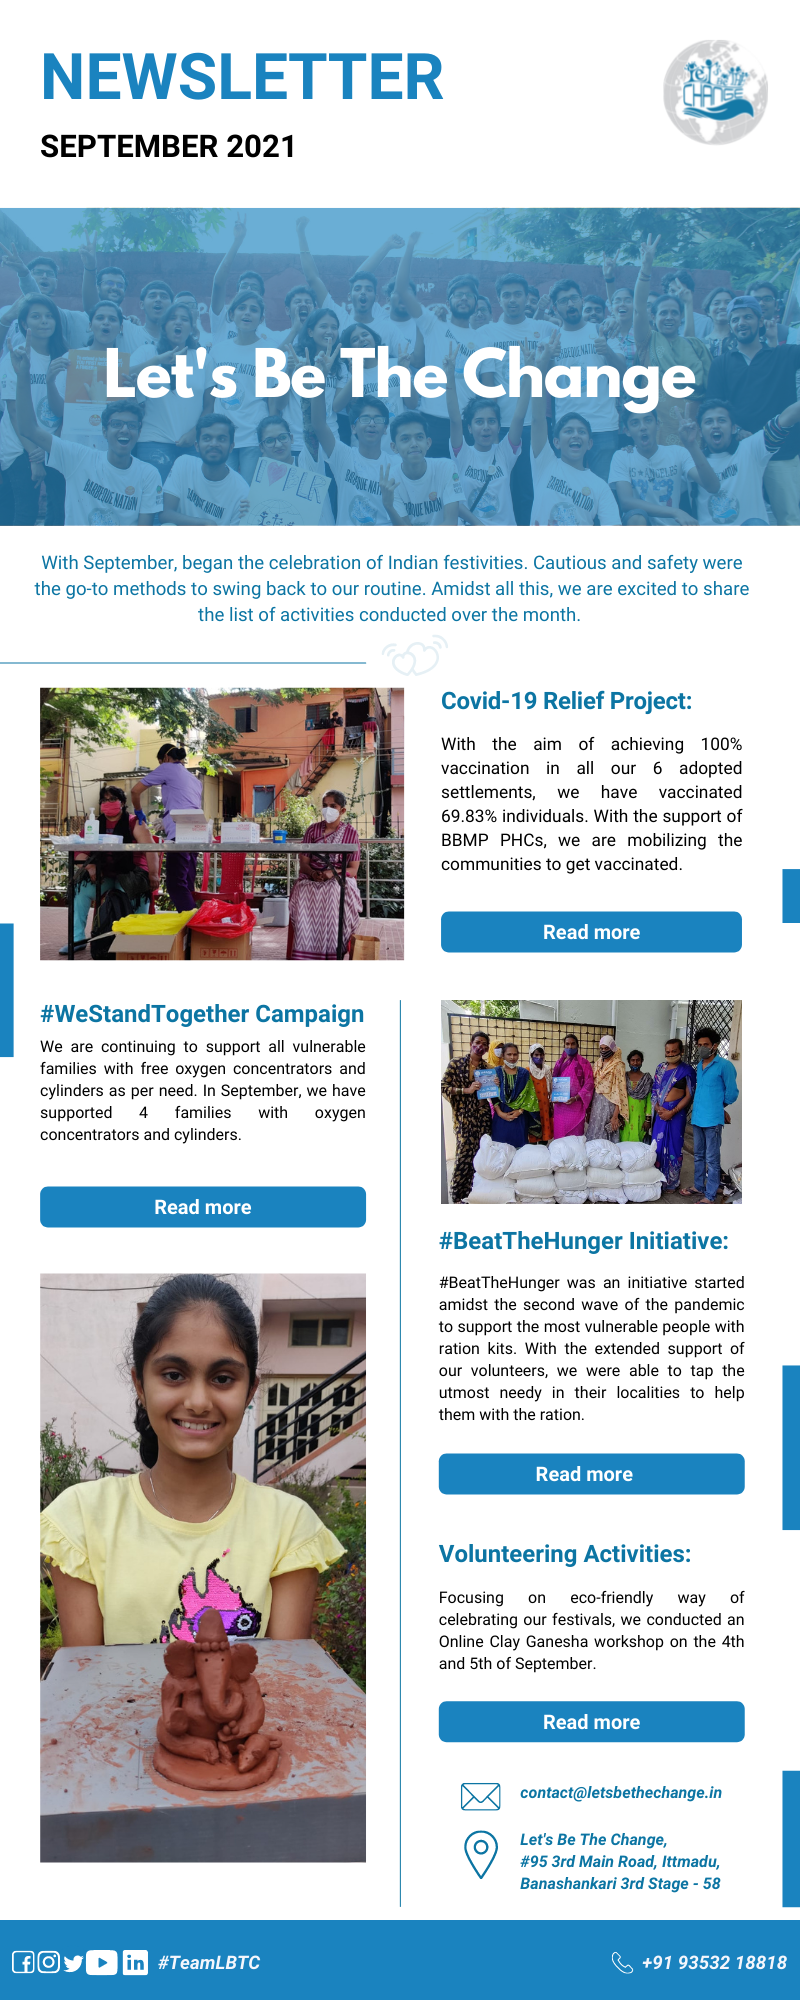 NEWSLETTER
SEPTEMBER 2021
CHANGE
Let's Be The Change
With September, began the celebration of Indian festivities. Cautious and safety were
the go-to methods to swing back to our routine. Amidst all this, we are excited to share
the list of activities conducted over the month.
Covid-19 Relief Project:
With the aim of achieving 100%
vaccination in all our 6 adopted
settlements, we have vaccinated
69.83% individuals. With the support of
BBMP PHCs, we are mobilizing the
communities to get vaccinated.
Read more
#WeStandTogether Campaign
We are continuing to support all vulnerable
families with free oxygen concentrators and
cylinders as per need. In September, we have
supported 4 families with oxygen
concentrators and cylinders.
Read more
#BeatTheHunger Initiative:
#BeatTheHunger was an initiative started
amidst the second wave of the pandemic
to support the most vulnerable people with
ration kits. With the extended support of
our volunteers, we were able to tap the
utmost needy in their localities to help
them with the ration.
Read more
Volunteering Activities:
Focusing on eco-friendly way of
celebrating our festivals, we conducted an
Online Clay Ganesha workshop on the 4th
and 5th of September.
Read more
contact@letsbethechange.in
Let's Be The Change,
#95 3rd Main Road, Ittmadu,
Banashankari 3rd Stage - 58
#TeamLBTC
+91 93532 18818